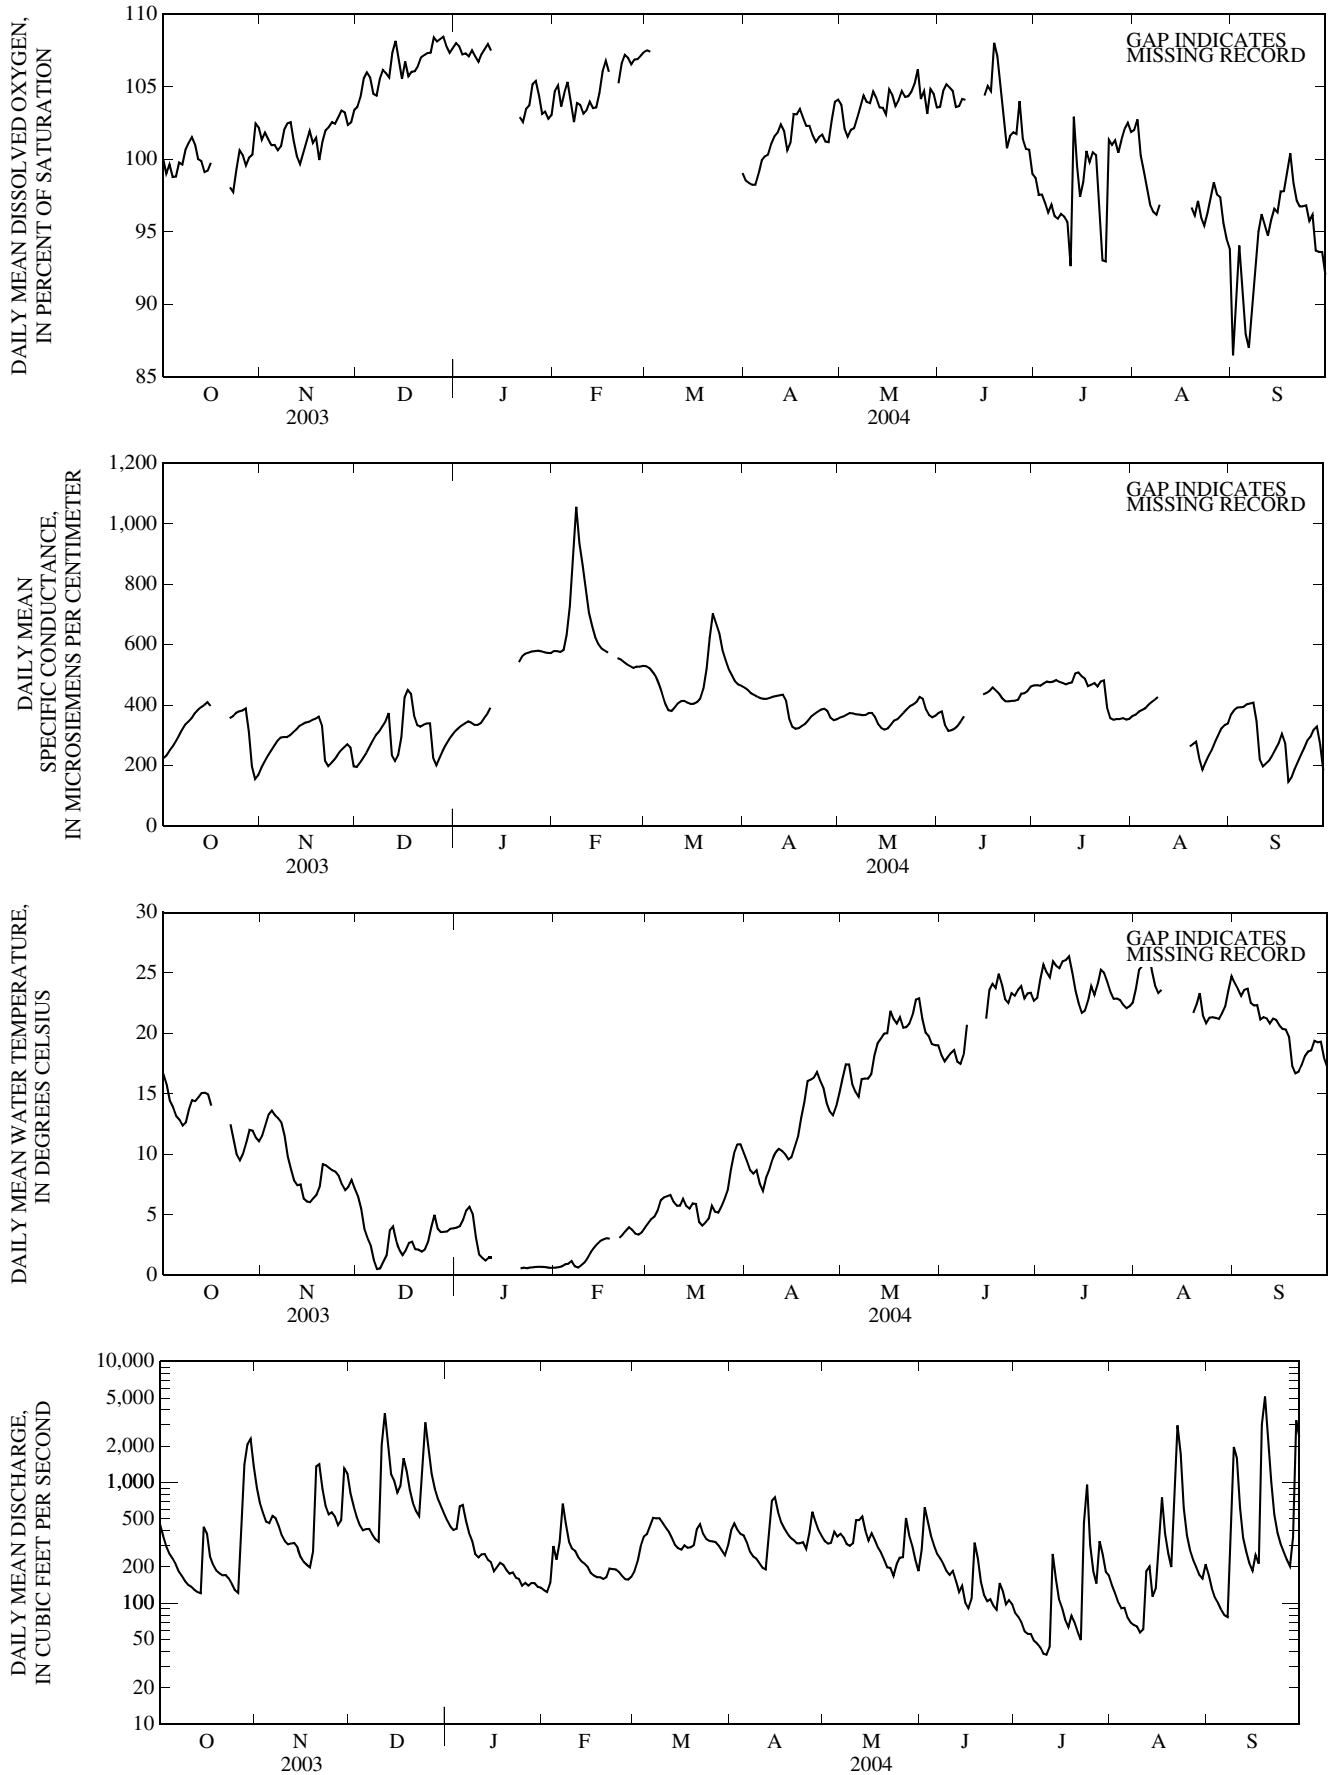 DAILY MEAN DISSOLVED OXYGEN,
IN PERCENT OF SATURATION
110
105
100
95
90
85
GAP INDICATES
MISSING RECORD
O N D J F M A M J J A S
2003 2004
DAILY MEAN
SPECIFIC CONDUCTANCE,
IN MICROSIEMENS PER CENTIMETER
1,200
1,000
800
600
400
200
0
GAP INDICATES
MISSING RECORD
O N D J F M A M J J A S
2003 2004
DAILY MEAN WATER TEMPERATURE,
IN DEGREES CELSIUS
30
25
20
15
10
5
0
GAP INDICATES
MISSING RECORD
O N D J F M A M J J A S
2003 2004
DAILY MEAN DISCHARGE,
IN CUBIC FEET PER SECOND
10,000
5,000
2,000
1,000
500
200
100
50
20
10
O N D J F M A M J J A S
2003 2004